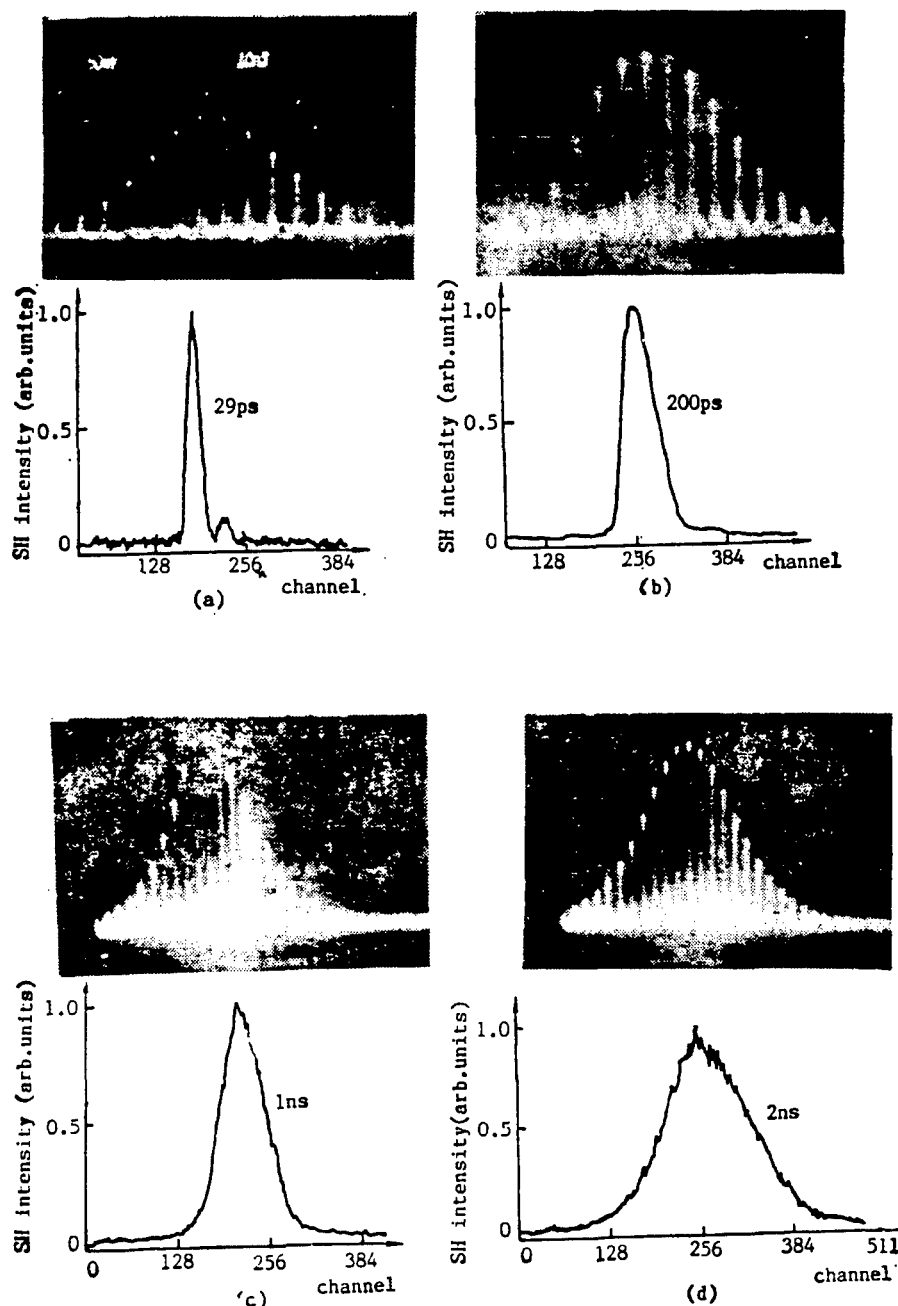 SH intensity (arb.units)
1.0
0.5
0
29ps
128 256 384
channel
(a)
SH intensity (arb.units)
1.0
0.5
0
200ps
128 236 384
channel
(b)
SH intensity (arb.units)
1.0
0.5
0
1ns
0 128 256 384
channel
(c)
SH intensity(arb.units)
1.0
0.5
0
2ns
128 256 384 511
channel
(d)